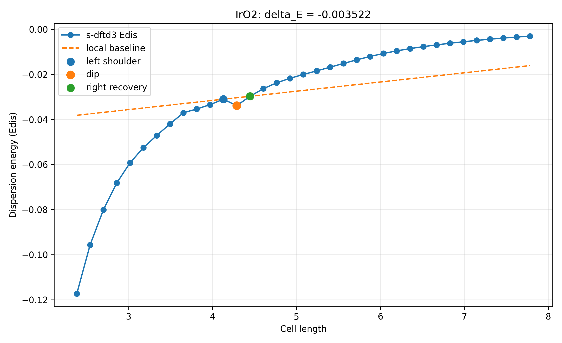 IrO2: delta_E = -0.003522
s-dftd3 Edis
local baseline
left shoulder
dip
right recovery
0.00
−0.02
−0.04
−0.06
−0.08
−0.10
−0.12
Dispersion energy (Edis)
3 4 5 6 7 8
Cell length